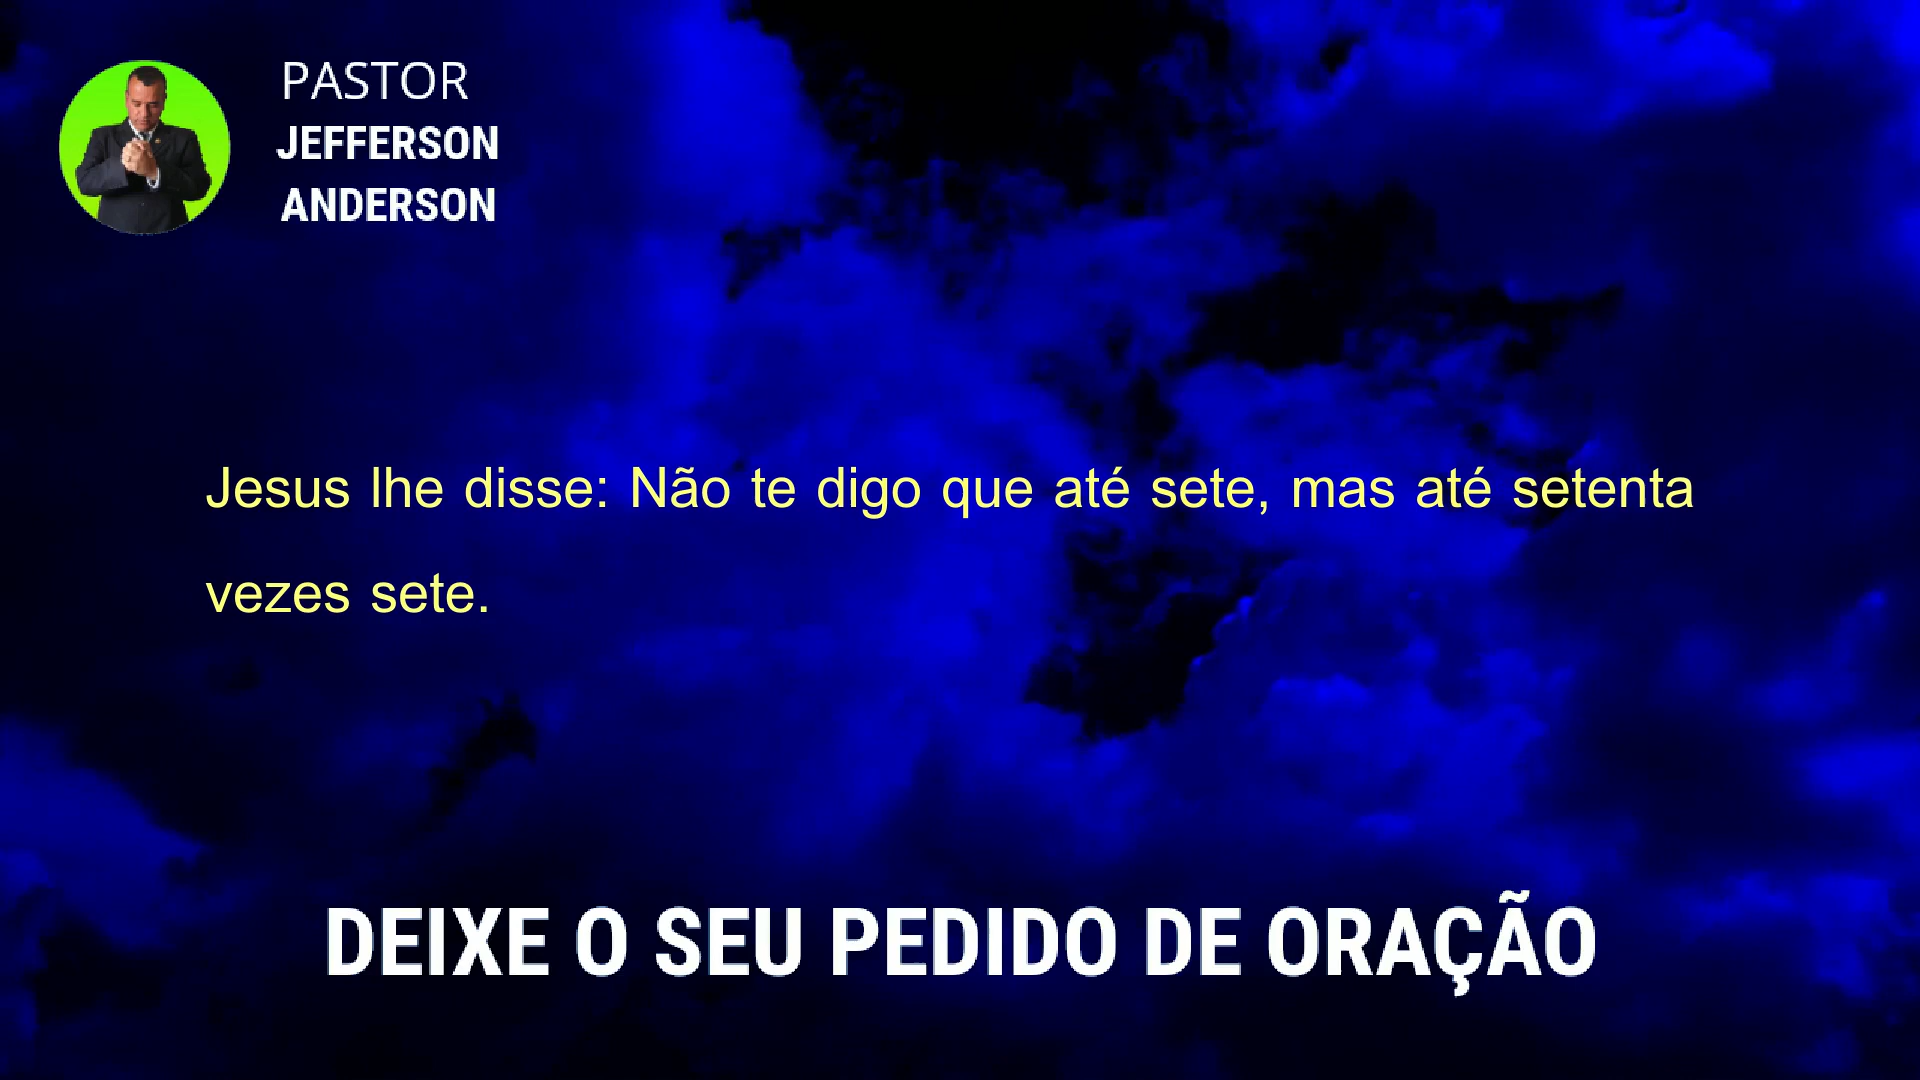 PASTOR
JEFFERSON
ANDERSON
Jesus lhe disse: Não te digo que até sete, mas até setenta
vezes sete.
DEIXE O SEU PEDIDO DE ORAÇÃO